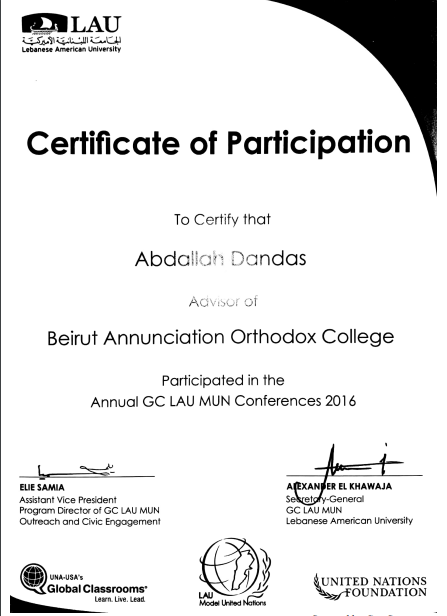 LAU
الجامعة اللبنانية الأميركية
Lebanese American University
Certificate of Participation
To Certify that
Abdallah Dandas
Advisor of
Beirut Annunciation Orthodox College
Participated in the
Annual GC LAU MUN Conferences 2016
ELIE SAMIA
Assistant Vice President
Program Director of GC LAU MUN
Outreach and Civic Engagement
ALEXANDER EL KHAWAJA
Secretary-General
GC LAU MUN
Lebanese American University
UNA-USA's
Global Classrooms®
Learn. Live. Lead.
LAU
Model United Nations
UNITED NATIONS
FOUNDATION